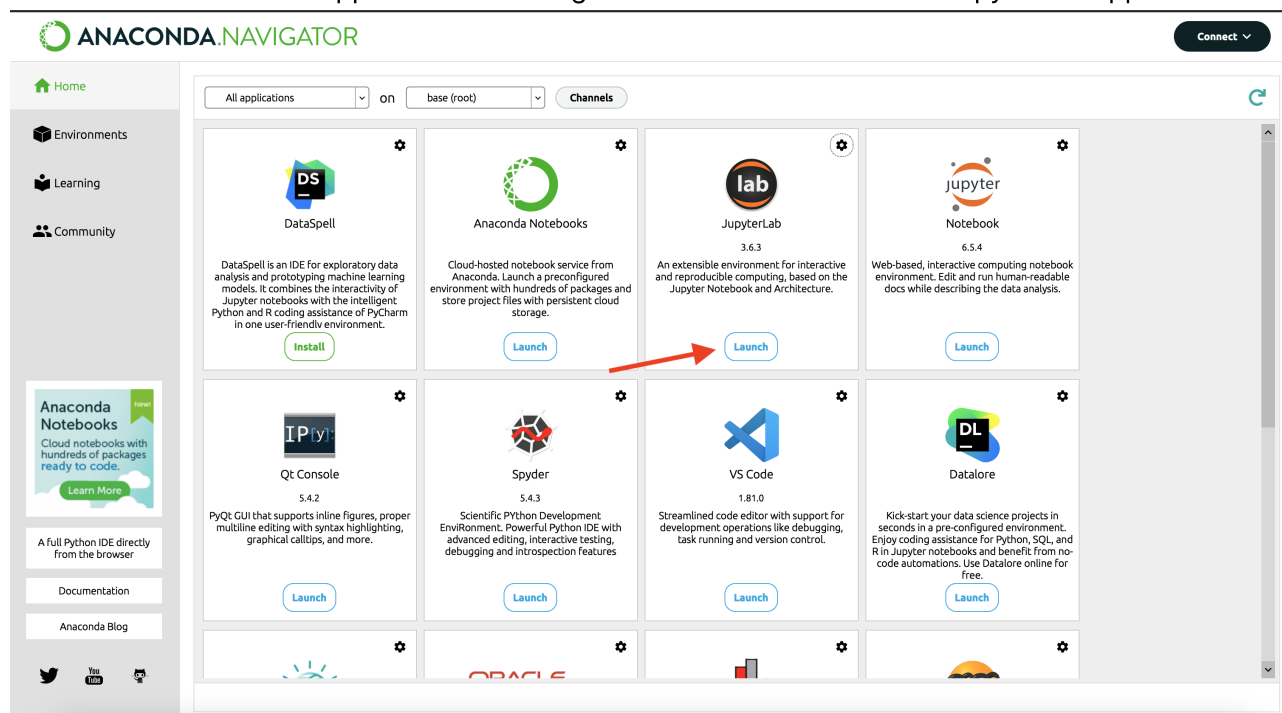 ANACONDA.NAVIGATOR
Connect
Home
Environments
Learning
Community
All applications
on
base (root)
Channels
DS
DataSpell
DataSpell is an IDE for exploratory data
analysis and prototyping machine learning
models. It combines the interactivity of
Jupyter notebooks with the intelligent
Python and R coding assistance of PyCharm
in one user-friendly environment.
Install
Anaconda Notebooks
Cloud-hosted notebook service from
Anaconda. Launch a preconfigured
environment with hundreds of packages and
store project files with persistent cloud
storage.
Launch
lab
JupyterLab
3.6.3
An extensible environment for interactive
and reproducible computing, based on the
Jupyter Notebook and Architecture.
Launch
jupyter
Notebook
6.5.4
Web-based, interactive computing notebook
environment. Edit and run human-readable
docs while describing the data analysis.
Launch
IP[y]:
Qt Console
5.4.2
PyQt GUI that supports inline figures, proper
multiline editing with syntax highlighting,
graphical calltips, and more.
Launch
Spyder
5.4.3
Scientific PYthon Development
EnviRonment. Powerful Python IDE with
advanced editing, interactive testing,
debugging and introspection features
Launch
VS Code
1.81.0
Streamlined code editor with support for
development operations like debugging,
task running and version control.
Launch
DL
Datalore
Kick-start your data science projects in
seconds in a pre-configured environment.
Enjoy coding assistance for Python, SQL, and
R in Jupyter notebooks and benefit from no-
code automations. Use Datalore online for
free.
Launch
ORACLE
Anaconda
Notebooks
New!
Cloud notebooks with
hundreds of packages
ready to code.
Learn More
A full Python IDE directly
from the browser
Documentation
Anaconda Blog
You
Tube